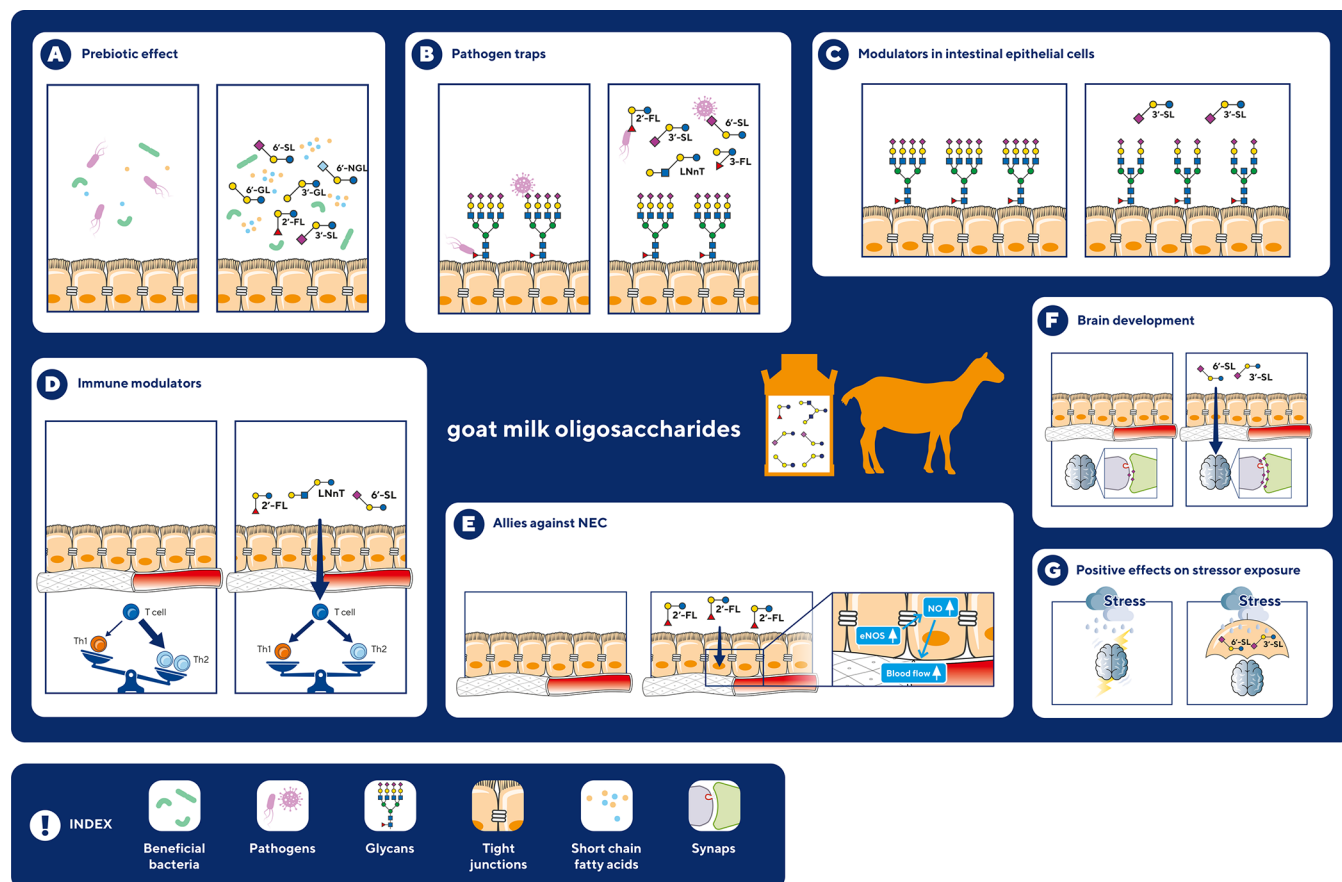 A Prebiotic effect
6′-SL
6′-NGL
6′-GL
3′-GL
2′-FL
3′-SL
B Pathogen traps
2′-FL
6′-SL
3′-SL
3-FL
LNnT
C Modulators in intestinal epithelial cells
3′-SL
3′-SL
D Immune modulators
2′-FL
LNnT
6′-SL
T cell
Th1
Th2
T cell
Th1
Th2
goat milk oligosaccharides
E Allies against NEC
2′-FL
2′-FL
2′-FL
NO
eNOS
Blood flow
F Brain development
6′-SL
3′-SL
G Positive effects on stressor exposure
Stress
Stress
6′-SL
3′-SL
! INDEX
Beneficial
bacteria
Pathogens
Glycans
Tight
junctions
Short chain
fatty acids
Synaps